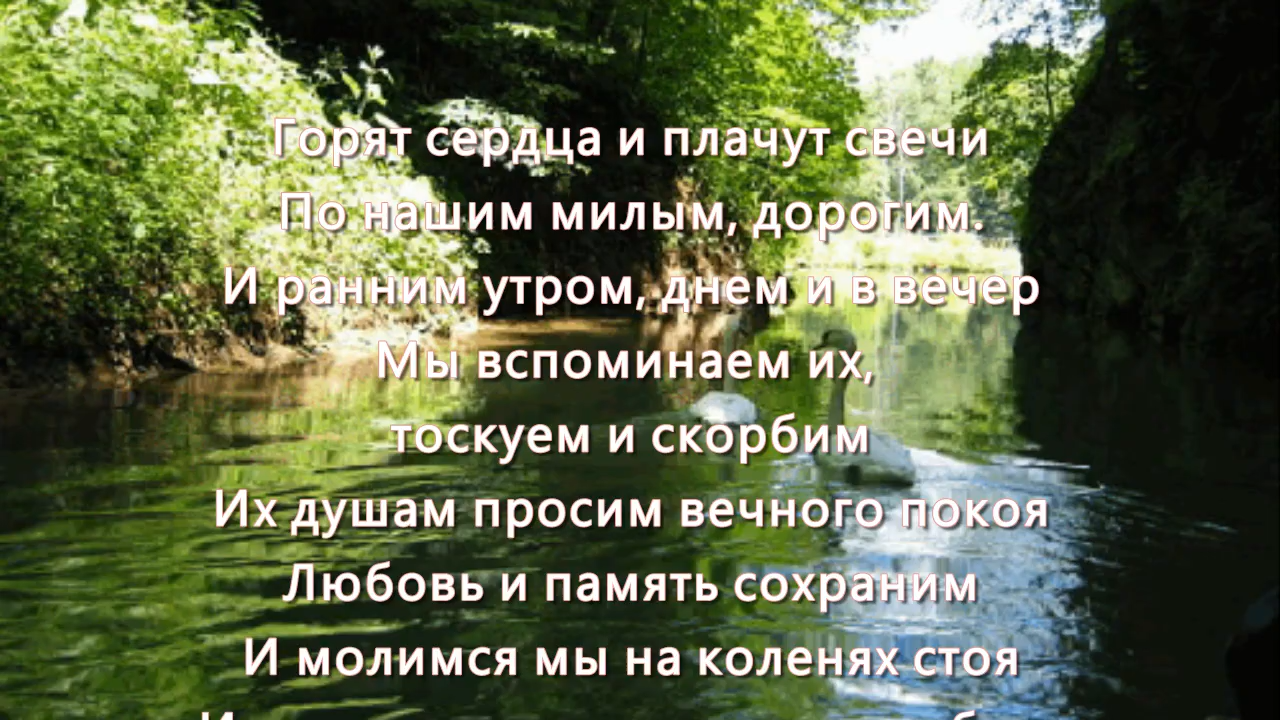 Горят сердца и плачут свечи
По нашим милым, дорогим.
И ранним утром, днем и в вечер
Мы вспоминаем их,
тоскуем и скорбим
Их душам просим вечного покоя
Любовь и память сохраним
И молимся мы на коленях стоя